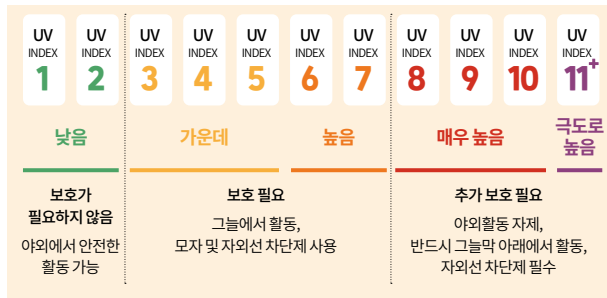 UV UV UV UV UV UV UV UV UV UV UV
INDEX INDEX INDEX INDEX INDEX INDEX INDEX INDEX INDEX INDEX INDEX
1 2 3 4 5 6 7 8 9 10 11+
낮음 가운데 높음 매우 높음 극도로 높음
보호가
필요하지 않음
야외에서 안전한
활동 가능
보호 필요
그늘에서 활동,
모자 및 자외선 차단제 사용
추가 보호 필요
야외활동 자제,
반드시 그늘막 아래에서 활동,
자외선 차단제 필수